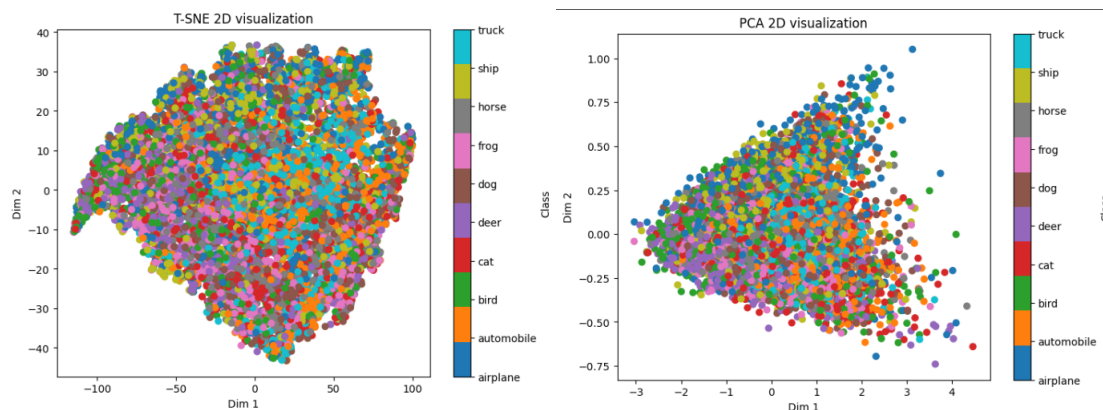 T-SNE 2D visualization
40
30
20
10
0
−10
−20
−30
−40
Dim 2
−100
−50
0
50
100
Dim 1
truck
ship
horse
frog
dog
deer
cat
bird
automobile
airplane
Class
PCA 2D visualization
1.00
0.75
0.50
0.25
0.00
−0.25
−0.50
−0.75
Dim 2
−3
−2
−1
0
1
2
3
4
Dim 1
truck
ship
horse
frog
dog
deer
cat
bird
automobile
airplane
Class